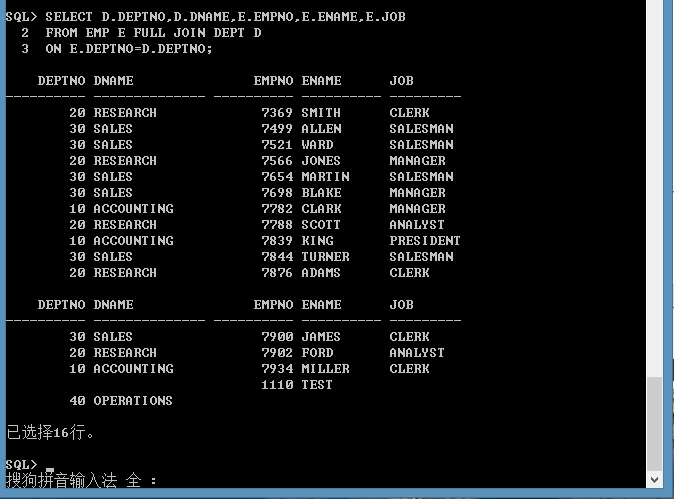 SQL> SELECT D.DEPTNO,D.DNAME,E.EMPNO,E.ENAME,E.JOB
2 FROM EMP E FULL JOIN DEPT D
3 ON E.DEPTNO=D.DEPTNO;
DEPTNO DNAME EMPNO ENAME JOB
---------- -------------- ---------- ---------- ---------
20 RESEARCH 7369 SMITH CLERK
30 SALES 7499 ALLEN SALESMAN
30 SALES 7521 WARD SALESMAN
20 RESEARCH 7566 JONES MANAGER
30 SALES 7654 MARTIN SALESMAN
30 SALES 7698 BLAKE MANAGER
10 ACCOUNTING 7782 CLARK MANAGER
20 RESEARCH 7788 SCOTT ANALYST
10 ACCOUNTING 7839 KING PRESIDENT
30 SALES 7844 TURNER SALESMAN
20 RESEARCH 7876 ADAMS CLERK
DEPTNO DNAME EMPNO ENAME JOB
---------- -------------- ---------- ---------- ---------
30 SALES 7900 JAMES CLERK
20 RESEARCH 7902 FORD ANALYST
10 ACCOUNTING 7934 MILLER CLERK
1110 TEST
40 OPERATIONS
已选择16行。
SQL> _
搜狗拼音输入法 全 :